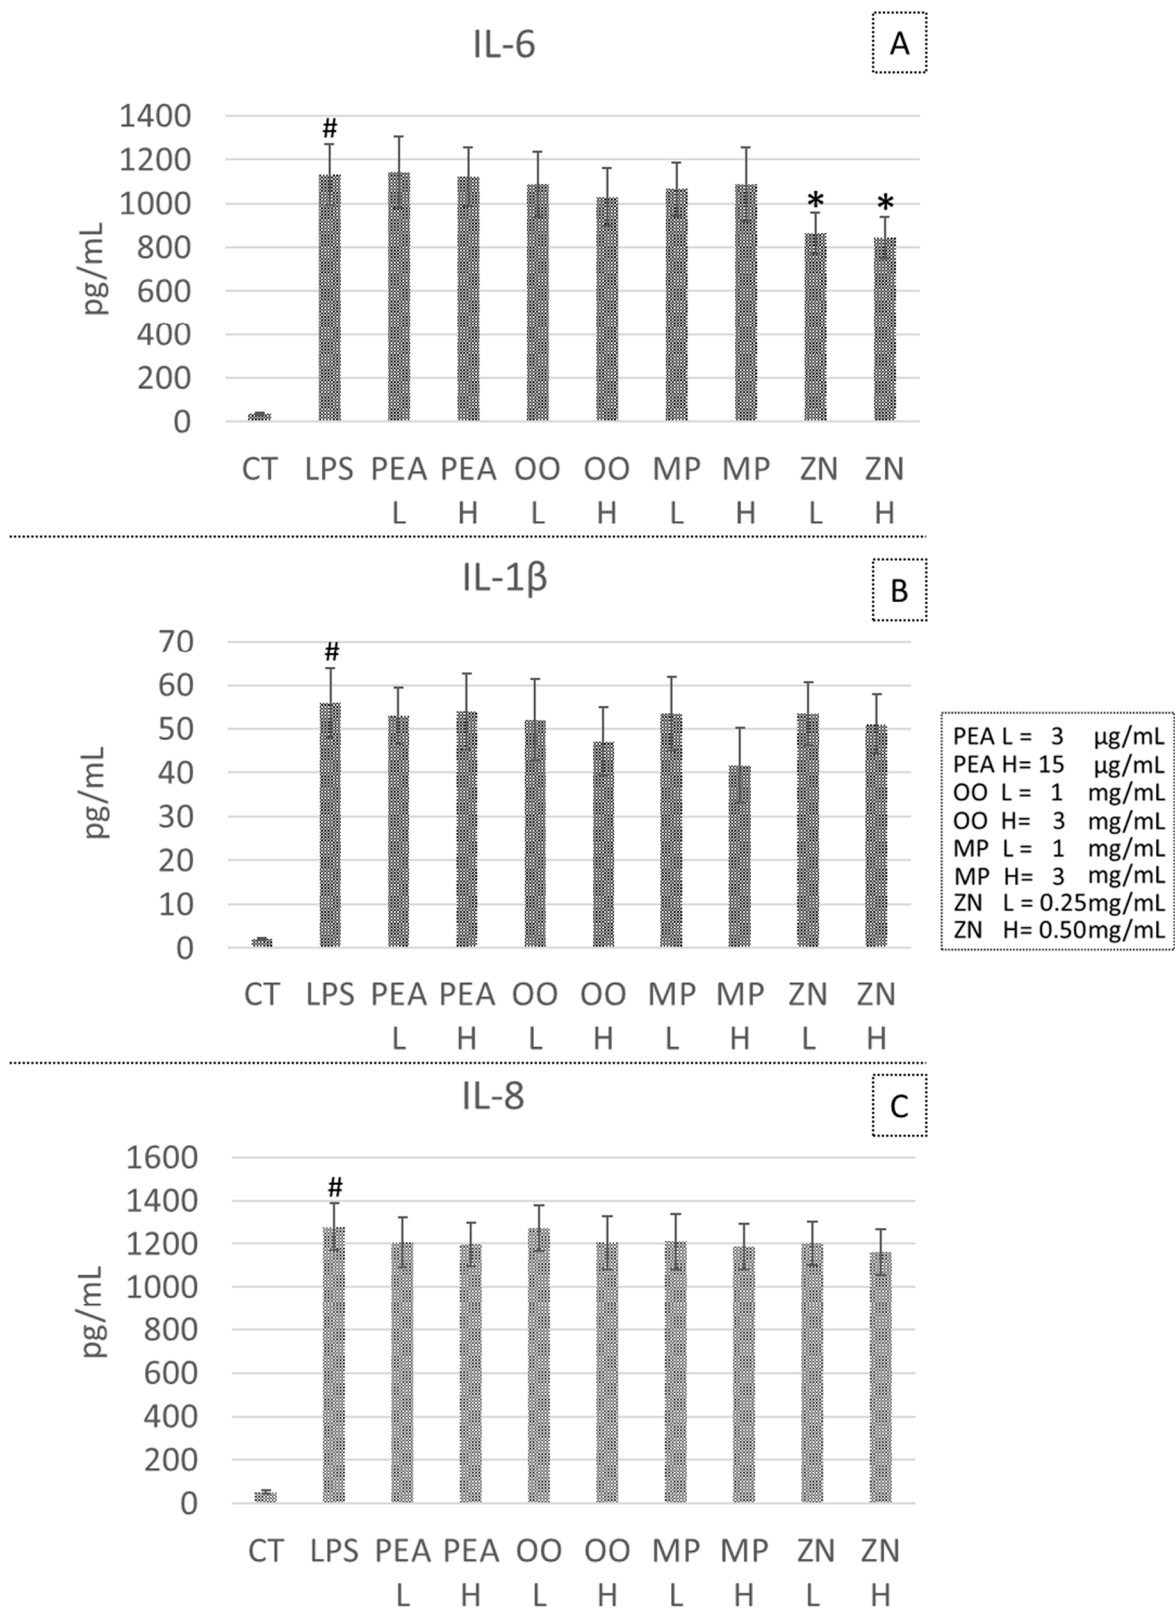 IL-6
A
#
1400
1200
1000
800
600
400
200
0
pg/mL
* *
CT LPS PEA PEA OO OO MP MP ZN ZN
L H L H L H L H
IL-1β
B
#
70
60
50
40
30
20
10
0
pg/mL
CT LPS PEA PEA OO OO MP MP ZN ZN
L H L H L H L H
PEA L = 3 µg/mL
PEA H= 15 µg/mL
OO L = 1 mg/mL
OO H= 3 mg/mL
MP L = 1 mg/mL
MP H= 3 mg/mL
ZN L = 0.25mg/mL
ZN H= 0.50mg/mL
IL-8
C
#
1600
1400
1200
1000
800
600
400
200
0
pg/mL
CT LPS PEA PEA OO OO MP MP ZN ZN
L H L H L H L H